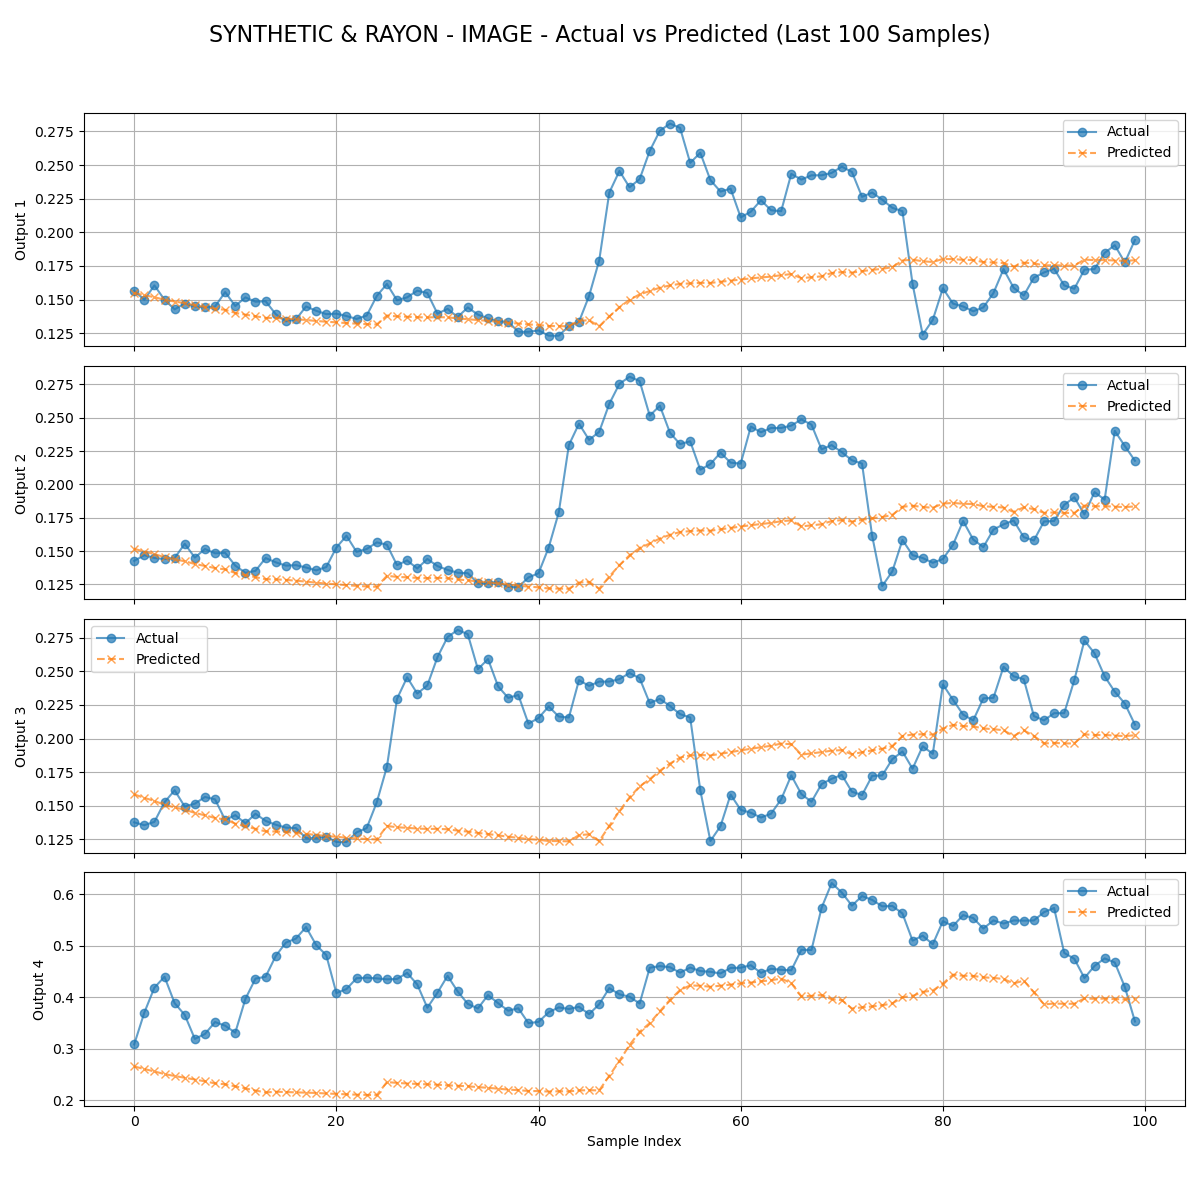 SYNTHETIC & RAYON - IMAGE - Actual vs Predicted (Last 100 Samples)
0.275
0.250
0.225
0.200
0.175
0.150
0.125
Output 1
Actual
Predicted
0.275
0.250
0.225
0.200
0.175
0.150
0.125
Output 2
Actual
Predicted
0.275
0.250
0.225
0.200
0.175
0.150
0.125
Output 3
Actual
Predicted
0.6
0.5
0.4
0.3
0.2
Output 4
Actual
Predicted
0 20 40 60 80 100
Sample Index